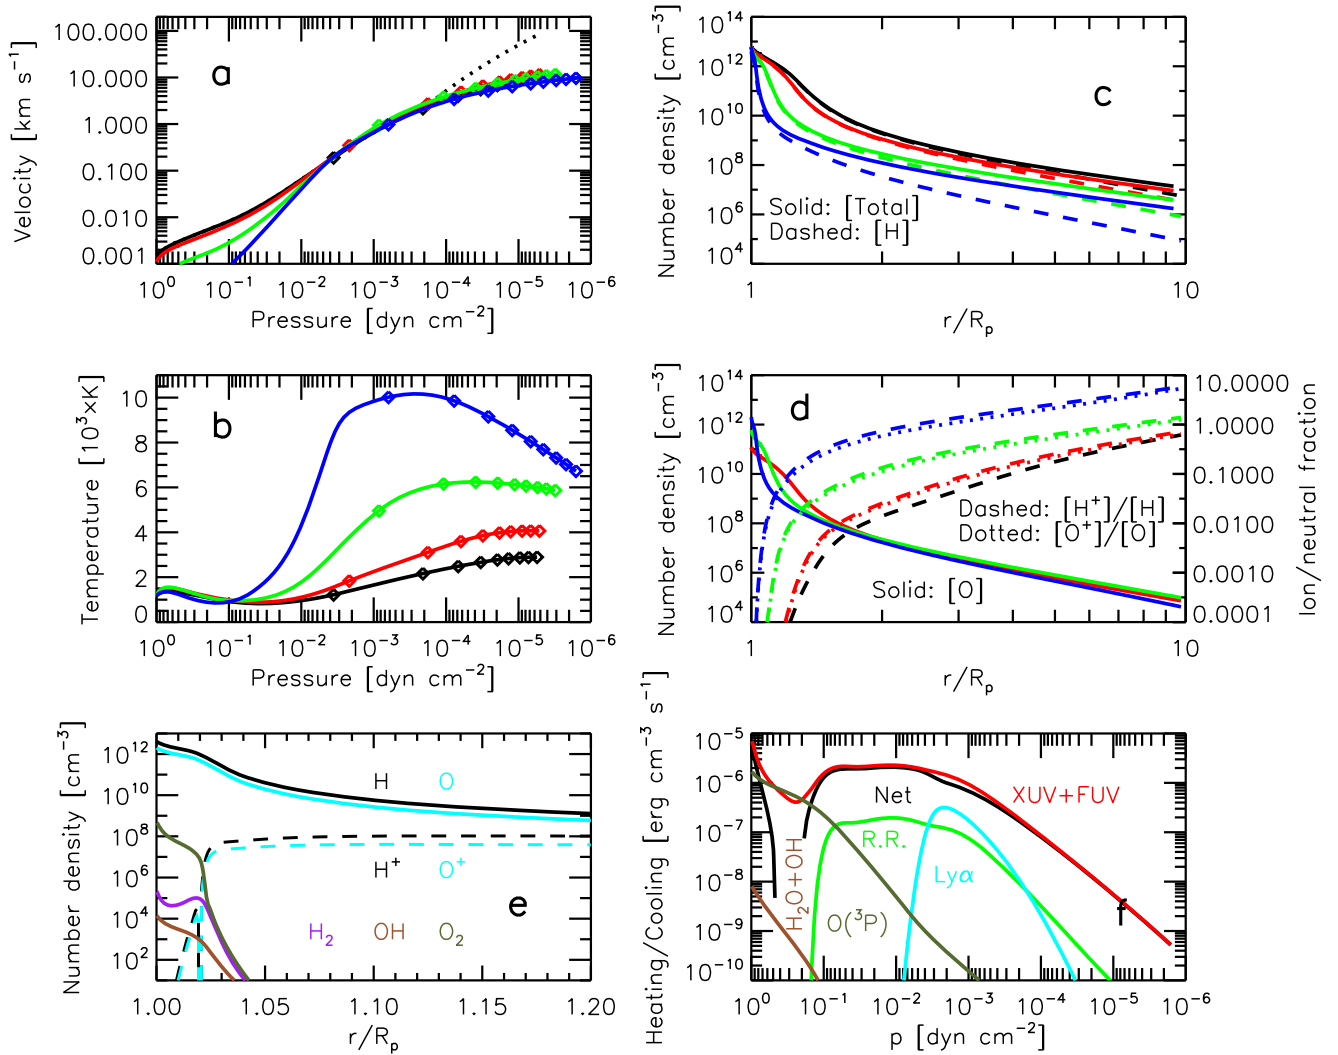 a
Velocity [km s⁻¹]
100.000
10.000
1.000
0.100
0.010
0.001
10⁰ 10⁻¹ 10⁻² 10⁻³ 10⁻⁴ 10⁻⁵ 10⁻⁶
Pressure [dyn cm⁻²]
c
Number density [cm⁻³]
10¹⁴
10¹²
10¹⁰
10⁸
10⁶
10⁴
Solid: [Total]
Dashed: [H]
1 10
r/Rₚ
b
Temperature [10³×K]
10
8
6
4
2
0
10⁰ 10⁻¹ 10⁻² 10⁻³ 10⁻⁴ 10⁻⁵ 10⁻⁶
Pressure [dyn cm⁻²]
d
Number density [cm⁻³]
10¹⁴
10¹²
10¹⁰
10⁸
10⁶
10⁴
Dashed: [H⁺]/[H]
Dotted: [O⁺]/[O]
Solid: [O]
10.0000
1.0000
0.1000
0.0100
0.0010
0.0001
Ion/neutral fraction
1 10
r/Rₚ
e
Number density [cm⁻³]
10¹²
10¹⁰
10⁸
10⁶
10⁴
10²
H O
H⁺ O⁺
H₂ OH O₂
1.00 1.05 1.10 1.15 1.20
r/Rₚ
f
Heating/Cooling [erg cm⁻³ s⁻¹]
10⁻⁵
10⁻⁶
10⁻⁷
10⁻⁸
10⁻⁹
10⁻¹⁰
Net
XUV+FUV
R.R.
Lyα
H₂O+OH
O(³P)
10⁰ 10⁻¹ 10⁻² 10⁻³ 10⁻⁴ 10⁻⁵ 10⁻⁶
p [dyn cm⁻²]